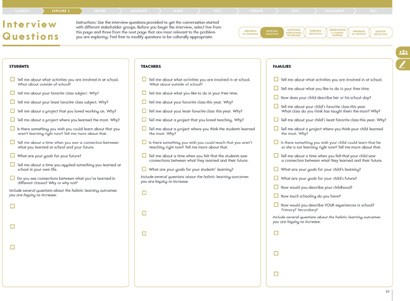 Interview
Questions
Instructions: Use the interview questions provided to get the conversation started
with different stakeholder groups. Before you begin the interview, select five from
this page and three from the next page that are most relevant to the problem
you are exploring. Feel free to modify questions to be culturally appropriate.
STUDENTS
Tell me about what activities you are involved in at school.
What about outside of school?
Tell me about your favorite class subject. Why?
Tell me about your least favorite class subject. Why?
Tell me about a project that you loved working on. Why?
Tell me about a project where you learned the most. Why?
Is there something you wish you could learn about that you
aren't learning right now? Tell me more about that.
Tell me about a time when you saw a connection between
what you learned at school and your future.
What are your goals for your future?
Tell me about a time you applied something you learned at
school in your own life.
Do you see connections between what you've learned in
different classes? Why or why not?
Include several questions about the holistic learning outcomes
you are hoping to increase.
TEACHERS
Tell me about what activities you are involved in at school.
What about outside of school?
Tell me about what you like to do in your free time.
Tell me about your favorite class this year. Why?
Tell me about your least favorite class this year. Why?
Tell me about a project that you loved teaching. Why?
Tell me about a project where you think the students learned
the most. Why?
Is there something you wish you could teach that you aren't
teaching right now? Tell me more about that.
Tell me about a time when you felt that the students saw
connections between what they learned and their future.
What are your goals for your students' learning?
Include several questions about the holistic learning outcomes
you are hoping to increase.
FAMILIES
Tell me about what activities you are involved in at school.
Tell me about what you like to do in your free time.
How does your child describe her or his school day?
Tell me about your child's favorite class this year.
What class do you think has taught them the most? Why?
Tell me about your child's least favorite class this year. Why?
Tell me about a project where you think your child learned
the most. Why?
Is there something you wish your child could learn that he
or she is not learning right now? Tell me more about that.
Tell me about a time when you felt that your child saw
a connection between what they learned and their future.
What are your goals for your child's learning?
What are your goals for your child's future?
How would you describe your childhood?
How much schooling do you have?
How would you describe YOUR experiences in school?
Primary? Secondary?
Include several questions about the holistic learning outcomes
you are hoping to increase.